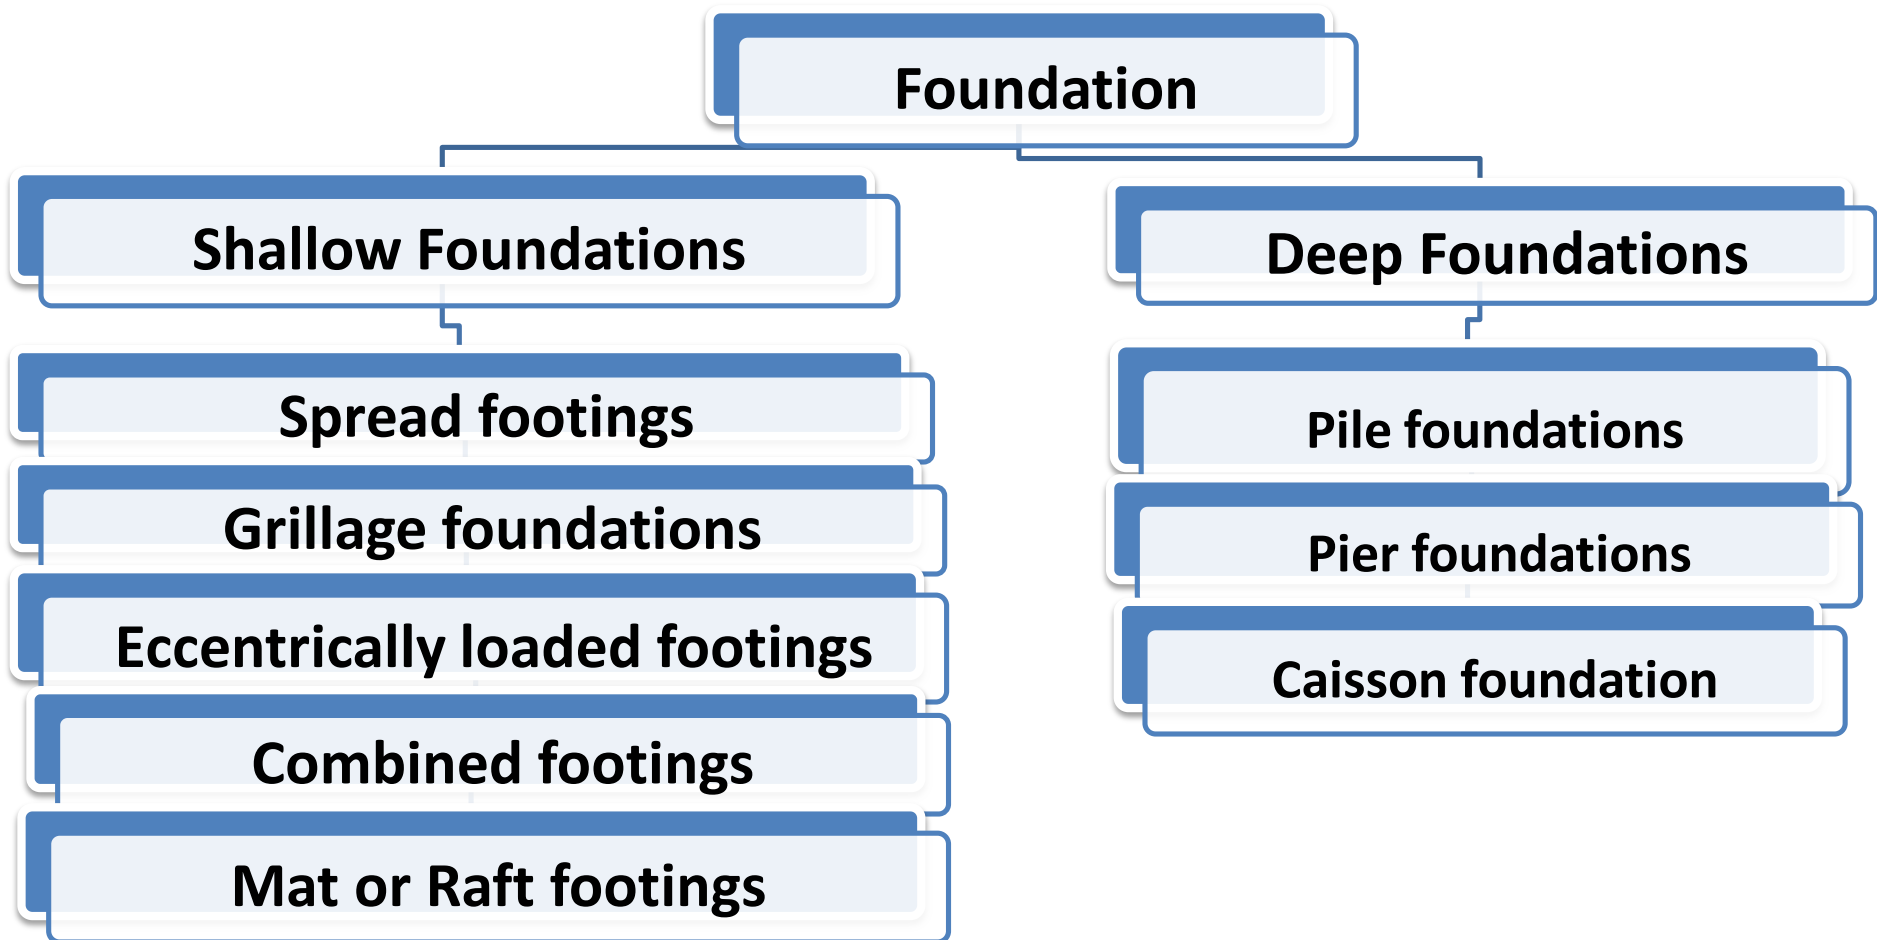 Foundation
Shallow Foundations
Deep Foundations
Spread footings
Grillage foundations
Eccentrically loaded footings
Combined footings
Mat or Raft footings
Pile foundations
Pier foundations
Caisson foundation